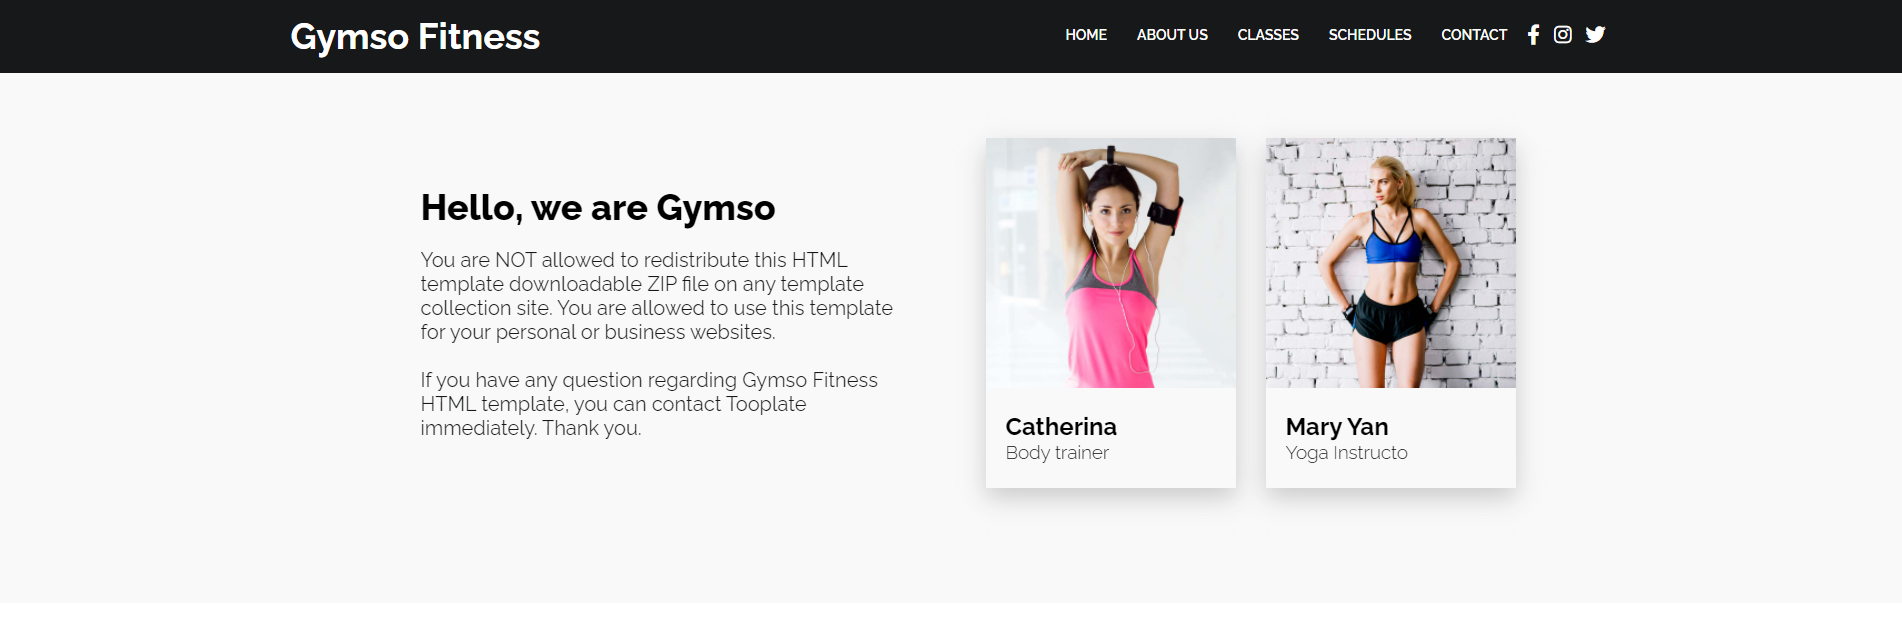 Gymso Fitness
HOME ABOUT US CLASSES SCHEDULES CONTACT
Hello, we are Gymso
You are NOT allowed to redistribute this HTML
template downloadable ZIP file on any template
collection site. You are allowed to use this template
for your personal or business websites.
If you have any question regarding Gymso Fitness
HTML template, you can contact Tooplate
immediately. Thank you.
Catherina
Body trainer
Mary Yan
Yoga Instructo